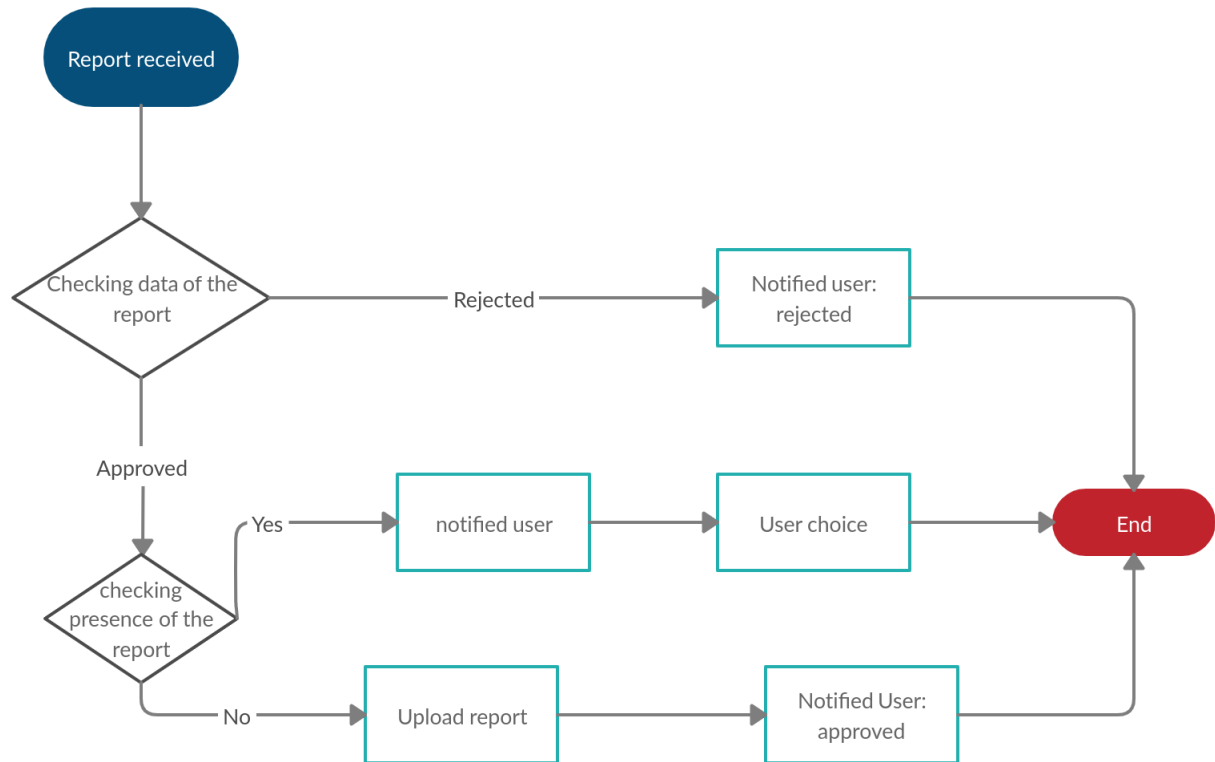 Report received
Checking data of the
report
Rejected
Notified user:
rejected
Approved
Yes
notified user
User choice
End
checking
presence of the
report
No
Upload report
Notified User:
approved